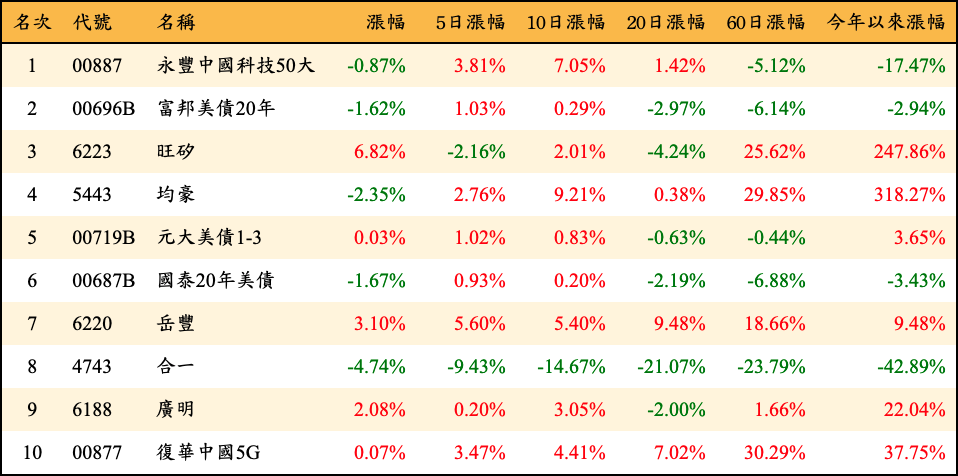 名次 代號 名稱 漲幅 5日漲幅 10日漲幅 20日漲幅 60日漲幅 今年以來漲幅
1 00887 永豐中國科技50大 -0.87% 3.81% 7.05% 1.42% -5.12% -17.47%
2 00696B 富邦美債20年 -1.62% 1.03% 0.29% -2.97% -6.14% -2.94%
3 6223 旺矽 6.82% -2.16% 2.01% -4.24% 25.62% 247.86%
4 5443 均豪 -2.35% 2.76% 9.21% 0.38% 29.85% 318.27%
5 00719B 元大美債1-3 0.03% 1.02% 0.83% -0.63% -0.44% 3.65%
6 00687B 國泰20年美債 -1.67% 0.93% 0.20% -2.19% -6.88% -3.43%
7 6220 岳豐 3.10% 5.60% 5.40% 9.48% 18.66% 9.48%
8 4743 合一 -4.74% -9.43% -14.67% -21.07% -23.79% -42.89%
9 6188 廣明 2.08% 0.20% 3.05% -2.00% 1.66% 22.04%
10 00877 復華中國5G 0.07% 3.47% 4.41% 7.02% 30.29% 37.75%